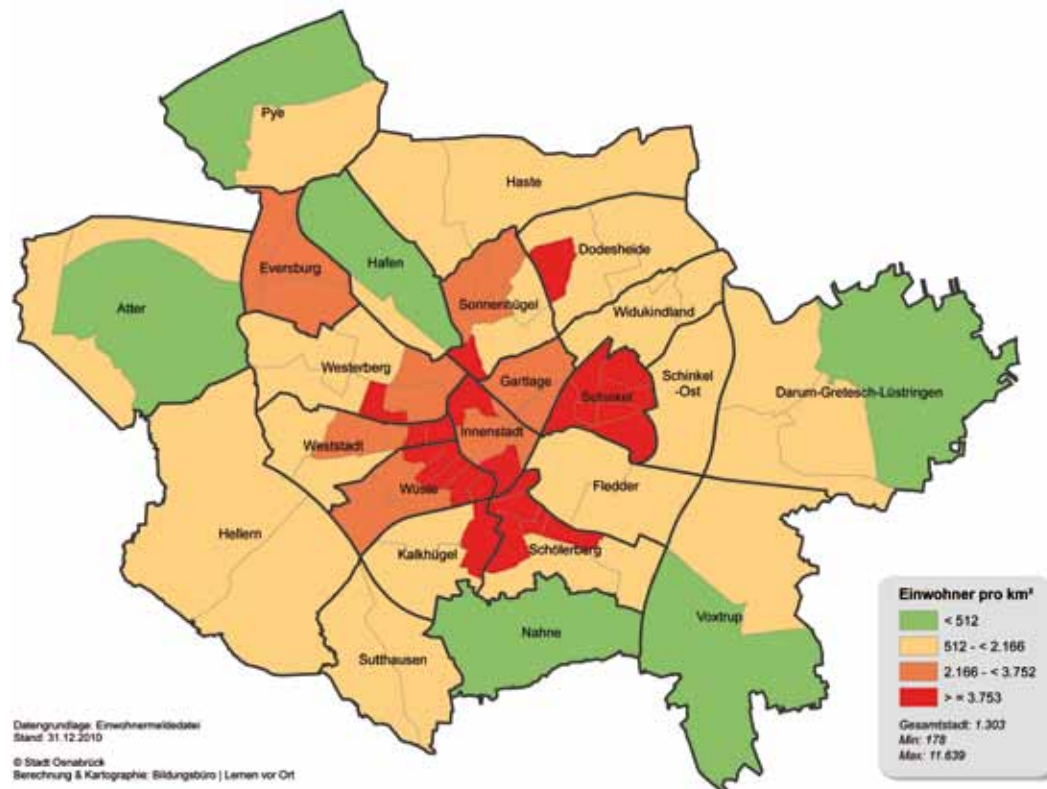 Pye
Haste
Dodesheide
Hafen
Eversburg
Sonnenhügel
Atter
Widukindland
Westerberg
Gartlage
Schinkel
Schinkel
-Ost
Darum-Gretesch-Lüstringen
Innenstadt
Weststadt
Wüste
Fledder
Hellern
Kalkhügel
Schölerberg
Nahne
Voxtrup
Sutthausen
Einwohner pro km²
< 512
512 - < 2.166
2.166 - < 3.752
> = 3.753
Gesamtstadt: 1.303
Min: 178
Max: 11.639
Datengrundlage: Einwohnermeldedatei
Stand: 31.12.2010
© Stadt Osnabrück
Berechnung & Kartographie: Bildungsbüro | Lernen vor Ort